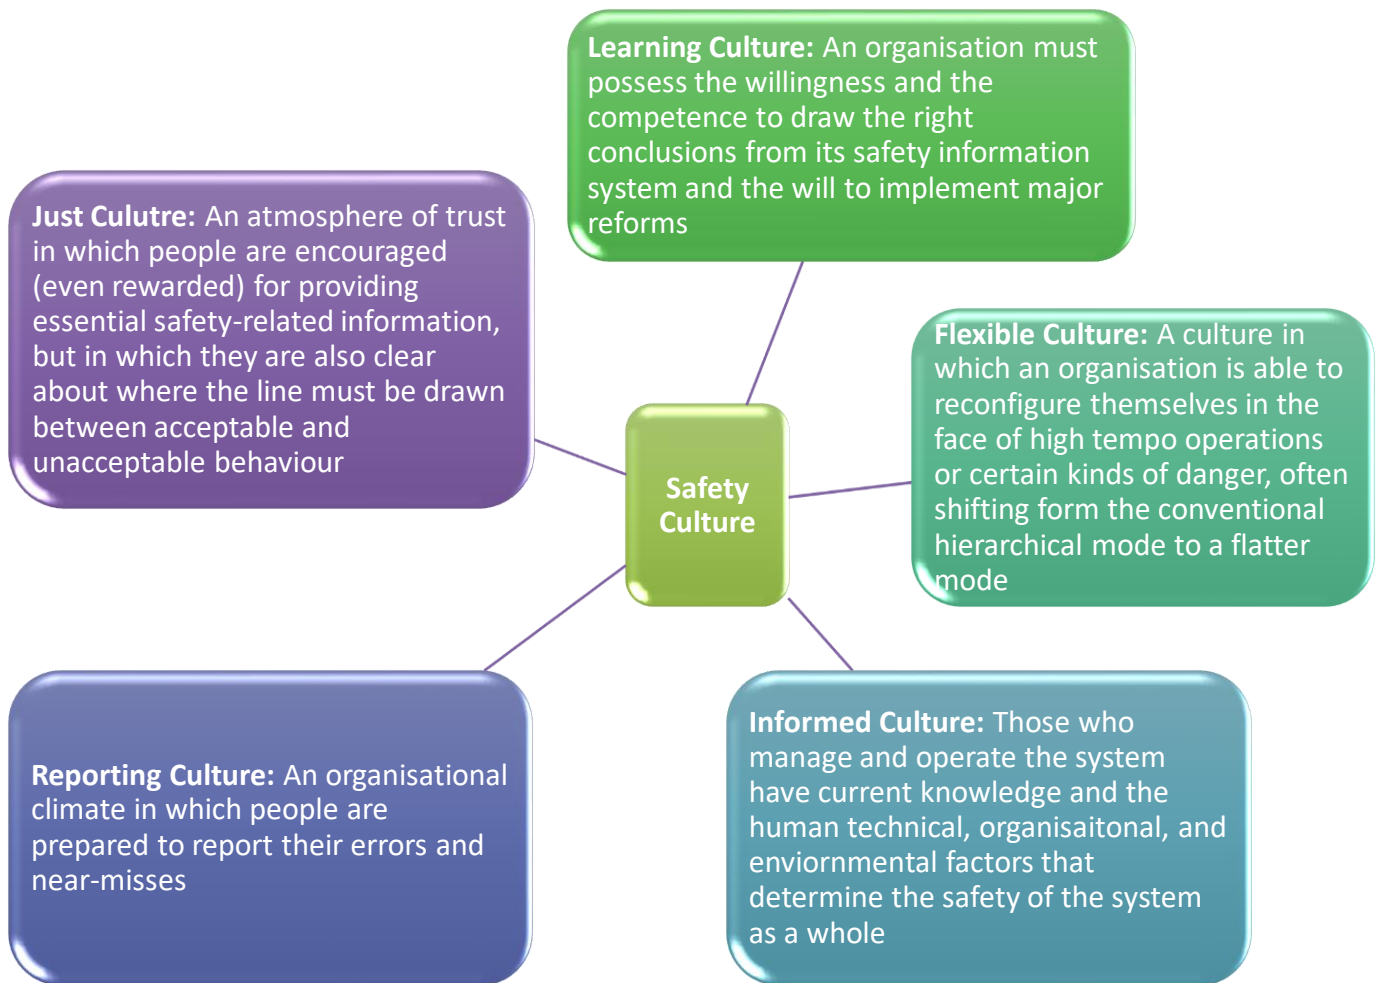 Learning Culture: An organisation must
possess the willingness and the
competence to draw the right
conclusions from its safety information
system and the will to implement major
reforms
Just Culutre: An atmosphere of trust
in which people are encouraged
(even rewarded) for providing
essential safety-related information,
but in which they are also clear
about where the line must be drawn
between acceptable and
unacceptable behaviour
Flexible Culture: A culture in
which an organisation is able to
reconfigure themselves in the
face of high tempo operations
or certain kinds of danger, often
shifting form the conventional
hierarchical mode to a flatter
mode
Safety
Culture
Reporting Culture: An organisational
climate in which people are
prepared to report their errors and
near-misses
Informed Culture: Those who
manage and operate the system
have current knowledge and the
human technical, organisaitonal, and
enviornmental factors that
determine the safety of the system
as a whole